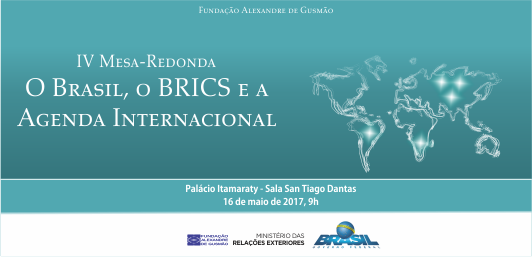 Fundação Alexandre de Gusmão
IV Mesa-Redonda
O Brasil, o BRICS e a
Agenda Internacional
Palácio Itamaraty - Sala San Tiago Dantas
16 de maio de 2017, 9h
FUNDAÇÃO
ALEXANDRE
DE GUSMÃO
MINISTÉRIO DAS
RELAÇÕES EXTERIORES
BRASIL
GOVERNO FEDERAL